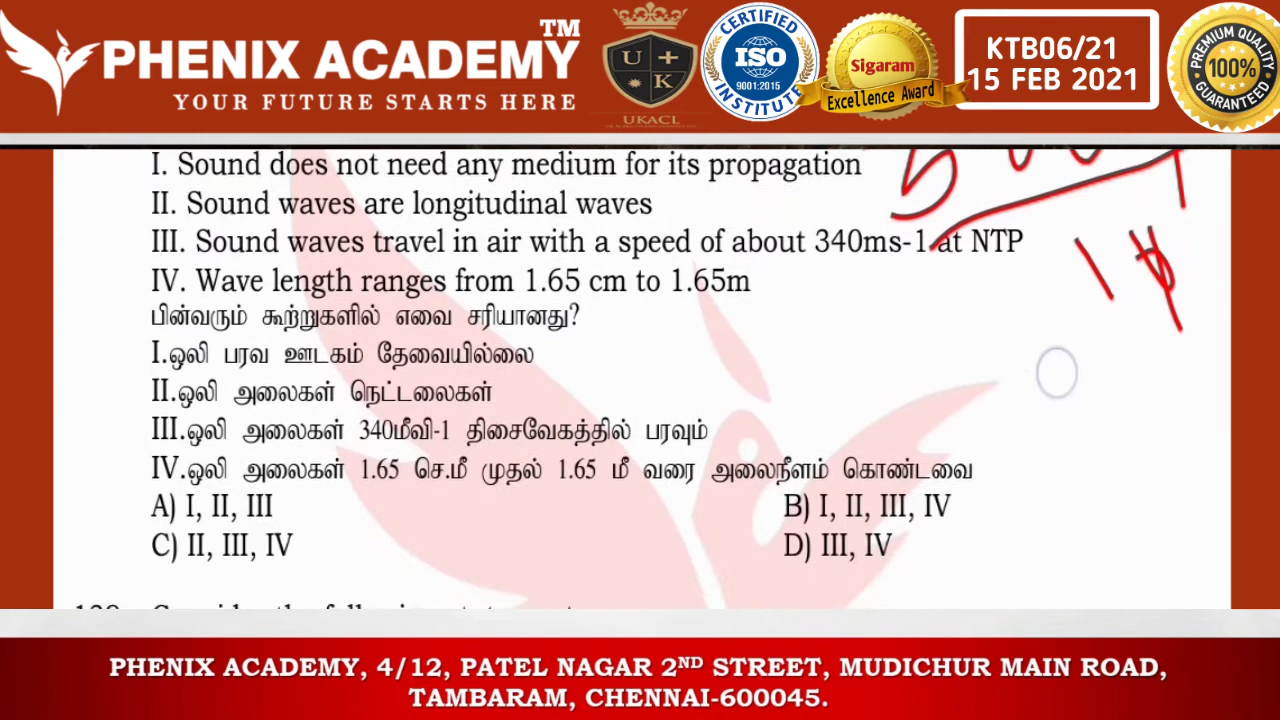 PHENIX ACADEMY TM
YOUR FUTURE STARTS HERE
U +
K
UKACL
CERTIFIED
ISO
9001:2015
INSTITUTE
Sigaram
Excellence Award
KTB06/21
15 FEB 2021
PREMIUM QUALITY
100%
GUARANTEED
I. Sound does not need any medium for its propagation
II. Sound waves are longitudinal waves
III. Sound waves travel in air with a speed of about 340ms-1 at NTP
IV. Wave length ranges from 1.65 cm to 1.65m
பின்வரும் கூற்றுகளில் எவை சரியானது?
I.ஒலி பரவ ஊடகம் தேவையில்லை
II.ஒலி அலைகள் நெட்டலைகள்
III.ஒலி அலைகள் 340மீவி-1 திசைவேகத்தில் பரவும்
IV.ஒலி அலைகள் 1.65 செ.மீ முதல் 1.65 மீ வரை அலைநீளம் கொண்டவை
A) I, II, III B) I, II, III, IV
C) II, III, IV D) III, IV
PHENIX ACADEMY, 4/12, PATEL NAGAR 2ND STREET, MUDICHUR MAIN ROAD,
TAMBARAM, CHENNAI-600045.